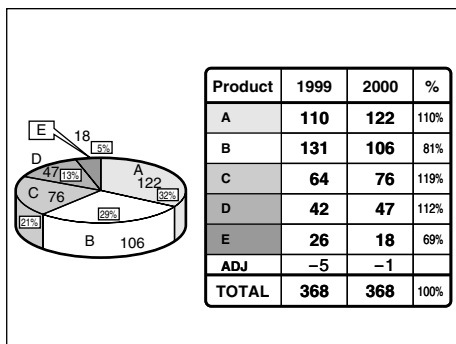 E
18
5%
D
47
13%
A
122
32%
C
76
21%
29%
B
106
Product 1999 2000 %
A 110 122 110%
B 131 106 81%
C 64 76 119%
D 42 47 112%
E 26 18 69%
ADJ –5 –1
TOTAL 368 368 100%